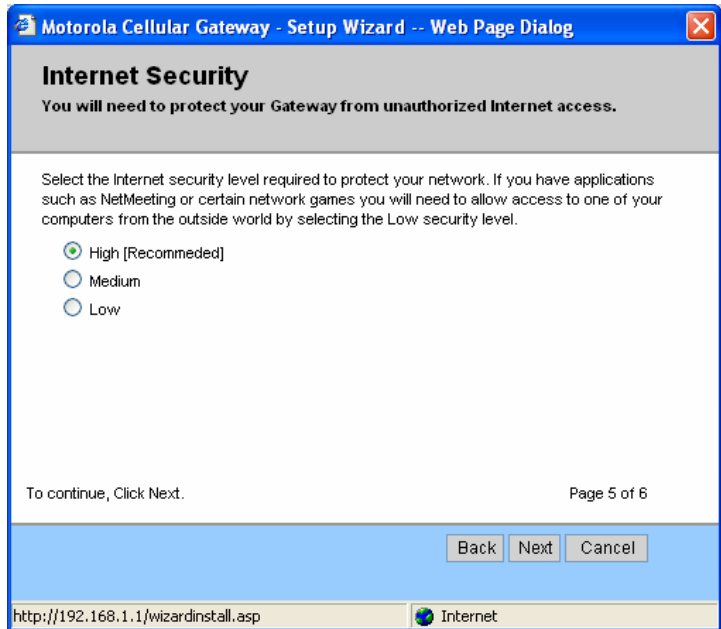 Motorola Cellular Gateway - Setup Wizard -- Web Page Dialog
Internet Security
You will need to protect your Gateway from unauthorized Internet access.
Select the Internet security level required to protect your network. If you have applications
such as NetMeeting or certain network games you will need to allow access to one of your
computers from the outside world by selecting the Low security level.
High [Recommeded]
Medium
Low
To continue, Click Next.
Page 5 of 6
Back Next Cancel
http://192.168.1.1/wizardinstall.asp
Internet